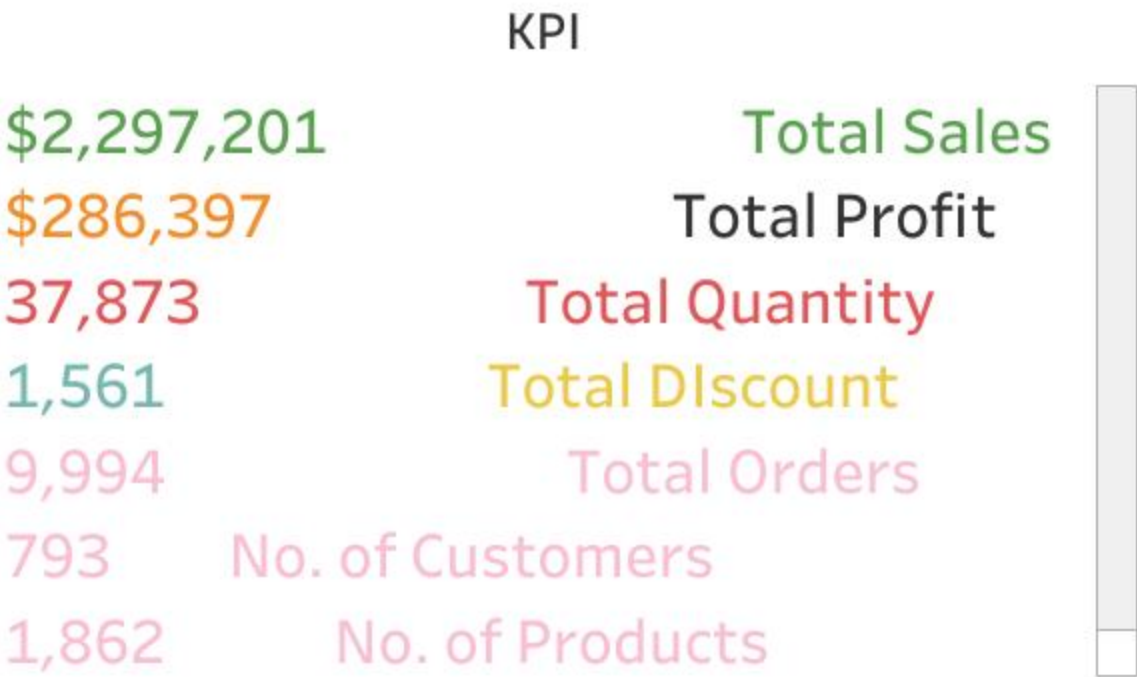 KPI
$2,297,201 Total Sales
$286,397 Total Profit
37,873 Total Quantity
1,561 Total DIscount
9,994 Total Orders
793 No. of Customers
1,862 No. of Products